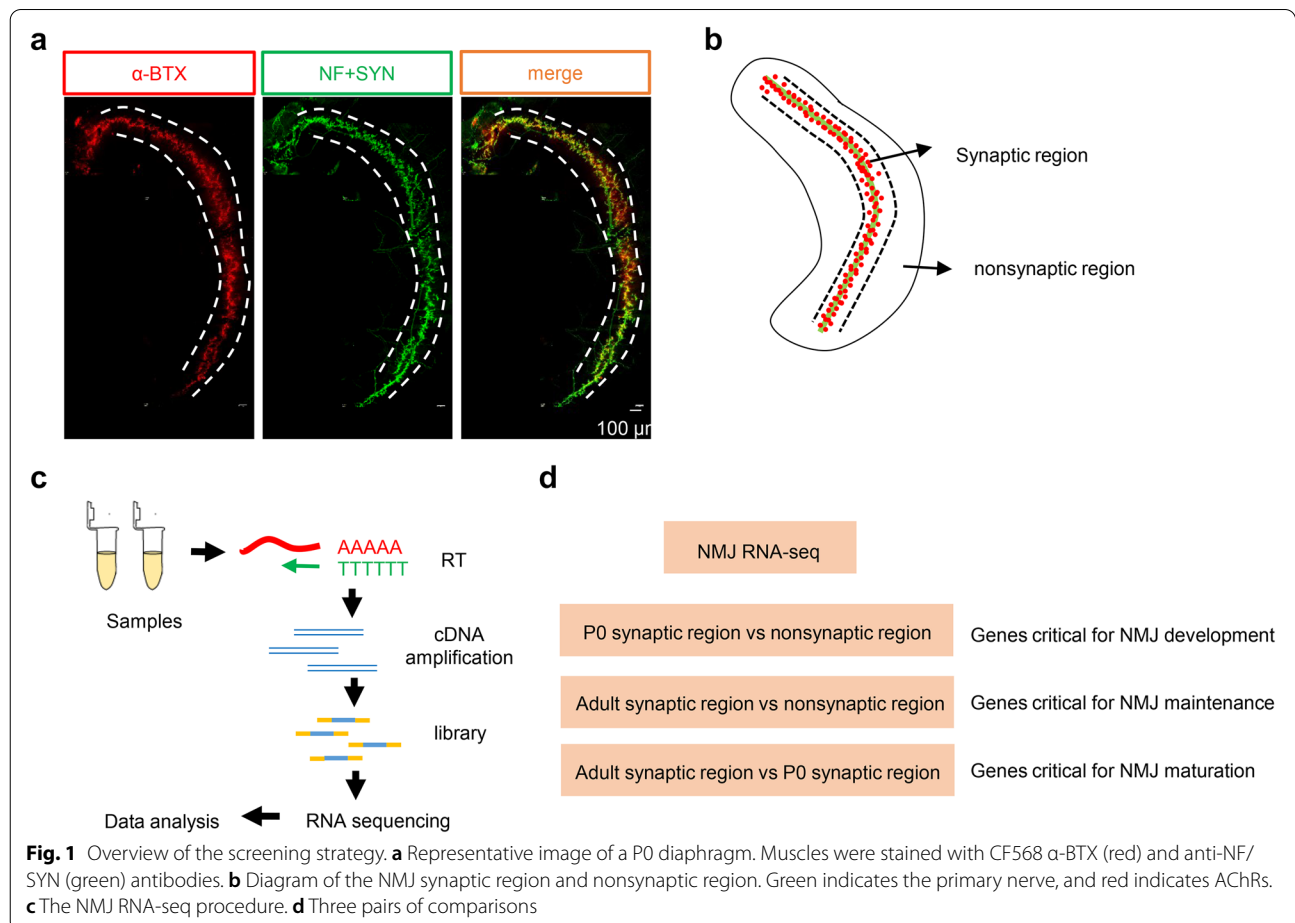 a
α-BTX
NF+SYN
merge
100 μ
b
Synaptic region
nonsynaptic region
c
Samples
AAAAA
TTTTTT
RT
cDNA
amplification
library
RNA sequencing
Data analysis
d
NMJ RNA-seq
P0 synaptic region vs nonsynaptic region
Genes critical for NMJ development
Adult synaptic region vs nonsynaptic region
Genes critical for NMJ maintenance
Adult synaptic region vs P0 synaptic region
Genes critical for NMJ maturation
Fig. 1 Overview of the screening strategy. a Representative image of a P0 diaphragm. Muscles were stained with CF568 α-BTX (red) and anti-NF/
SYN (green) antibodies. b Diagram of the NMJ synaptic region and nonsynaptic region. Green indicates the primary nerve, and red indicates AChRs.
c The NMJ RNA-seq procedure. d Three pairs of comparisons